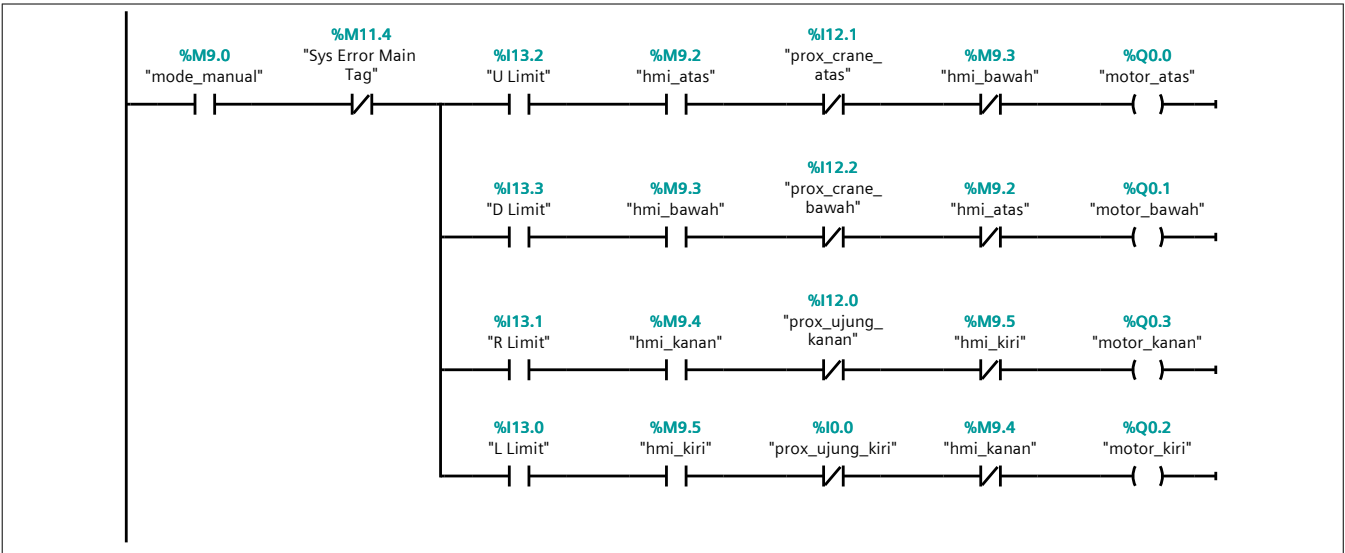 %M9.0
"mode_manual"
%M11.4
"Sys Error Main
Tag"
%I13.2
"U Limit"
%M9.2
"hmi_atas"
%I12.1
"prox_crane_
atas"
%M9.3
"hmi_bawah"
%Q0.0
"motor_atas"
%I13.3
"D Limit"
%M9.3
"hmi_bawah"
%I12.2
"prox_crane_
bawah"
%M9.2
"hmi_atas"
%Q0.1
"motor_bawah"
%I13.1
"R Limit"
%M9.4
"hmi_kanan"
%I12.0
"prox_ujung_
kanan"
%M9.5
"hmi_kiri"
%Q0.3
"motor_kanan"
%I13.0
"L Limit"
%M9.5
"hmi_kiri"
%I0.0
"prox_ujung_kiri"
%M9.4
"hmi_kanan"
%Q0.2
"motor_kiri"